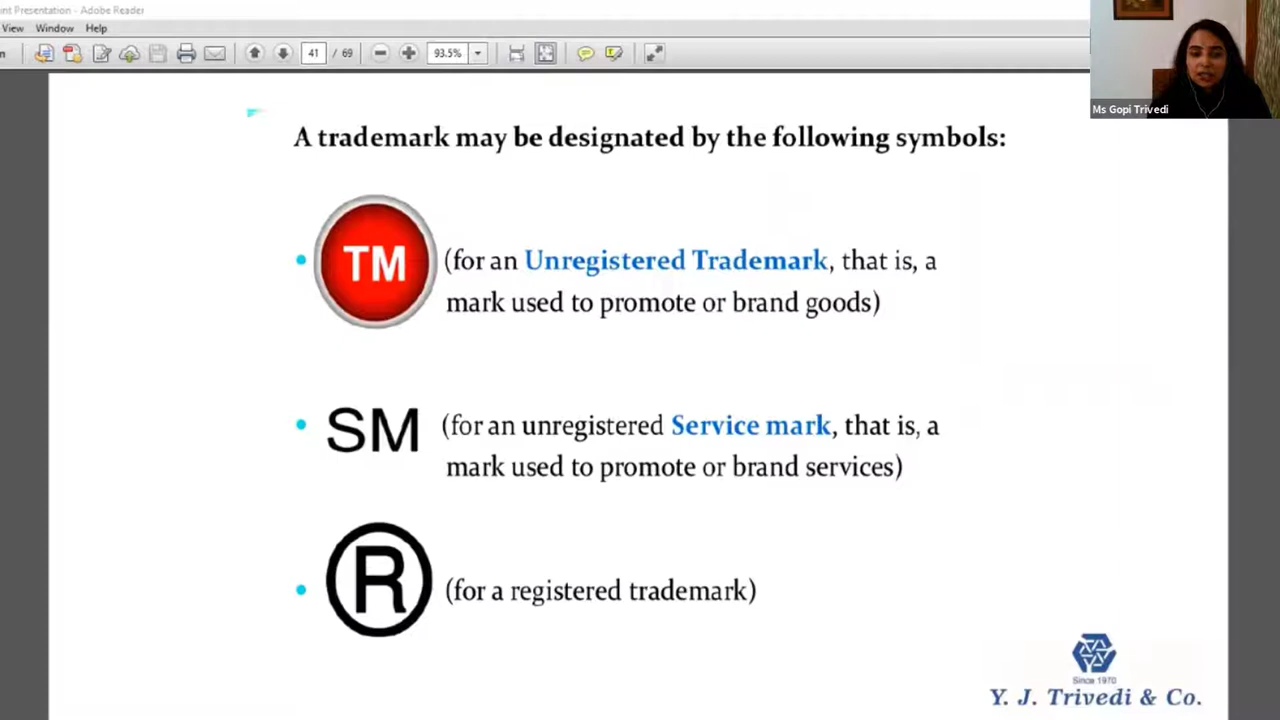 int Presentation - Adobe Reader
View Window Help
41 / 69 93.5%
Ms Gopi Trivedi
A trademark may be designated by the following symbols:
TM (for an Unregistered Trademark, that is, a
mark used to promote or brand goods)
SM (for an unregistered Service mark, that is, a
mark used to promote or brand services)
R (for a registered trademark)
Since 1970
Y. J. Trivedi & Co.